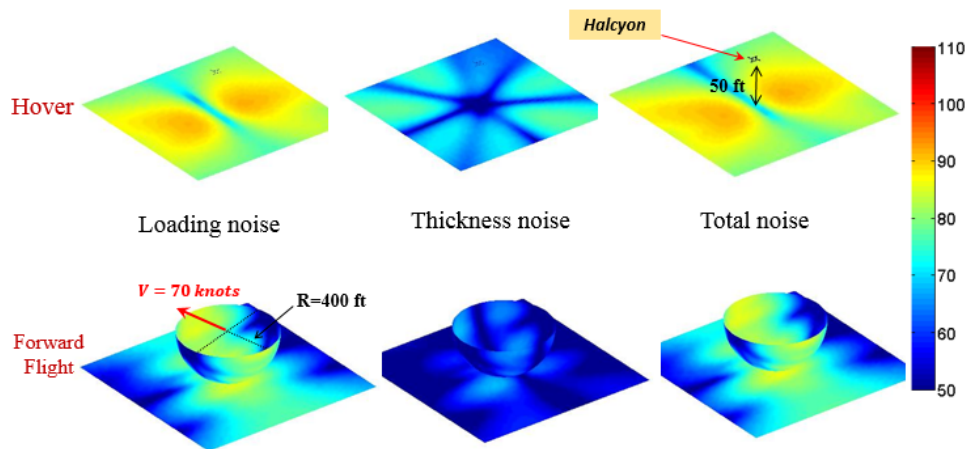 Halcyon
Hover
50 ft
Loading noise
Thickness noise
Total noise
V = 70 knots
R=400 ft
Forward
Flight
110
100
90
80
70
60
50